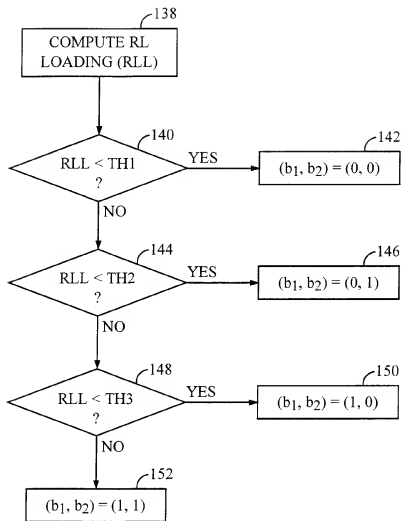 138
COMPUTE RL
LOADING (RLL)
140
RLL < TH1
?
YES
142
(b₁, b₂) = (0, 0)
NO
144
RLL < TH2
?
YES
146
(b₁, b₂) = (0, 1)
NO
148
RLL < TH3
?
YES
150
(b₁, b₂) = (1, 0)
NO
152
(b₁, b₂) = (1, 1)